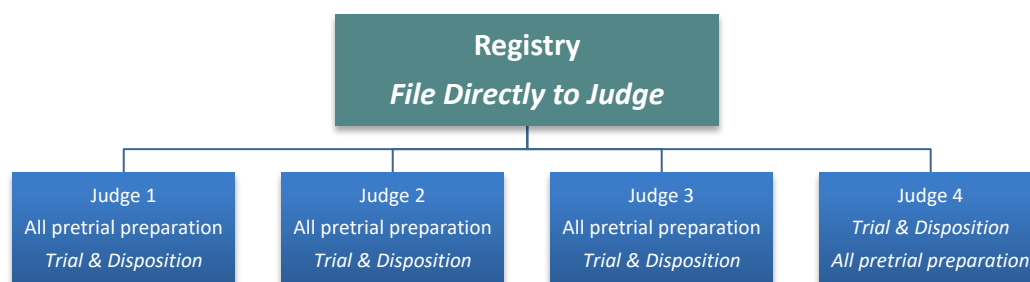 Registry
File Directly to Judge
Judge 1
All pretrial preparation
Trial & Disposition
Judge 2
All pretrial preparation
Trial & Disposition
Judge 3
All pretrial preparation
Trial & Disposition
Judge 4
Trial & Disposition
All pretrial preparation